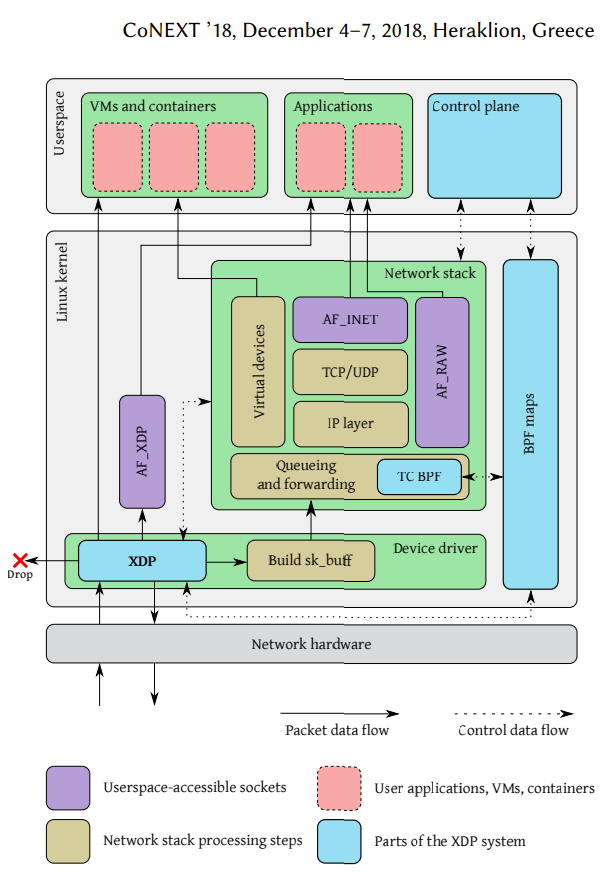 CoNEXT ’18, December 4–7, 2018, Heraklion, Greece
Userspace
VMs and containers
Applications
Control plane
Linux kernel
Network stack
Virtual devices
AF_INET
TCP/UDP
IP layer
AF_RAW
BPF maps
AF_XDP
Queueing
and forwarding
TC BPF
Device driver
XDP
Build sk_buff
Drop
Network hardware
Packet data flow
Control data flow
Userspace-accessible sockets
User applications, VMs, containers
Network stack processing steps
Parts of the XDP system